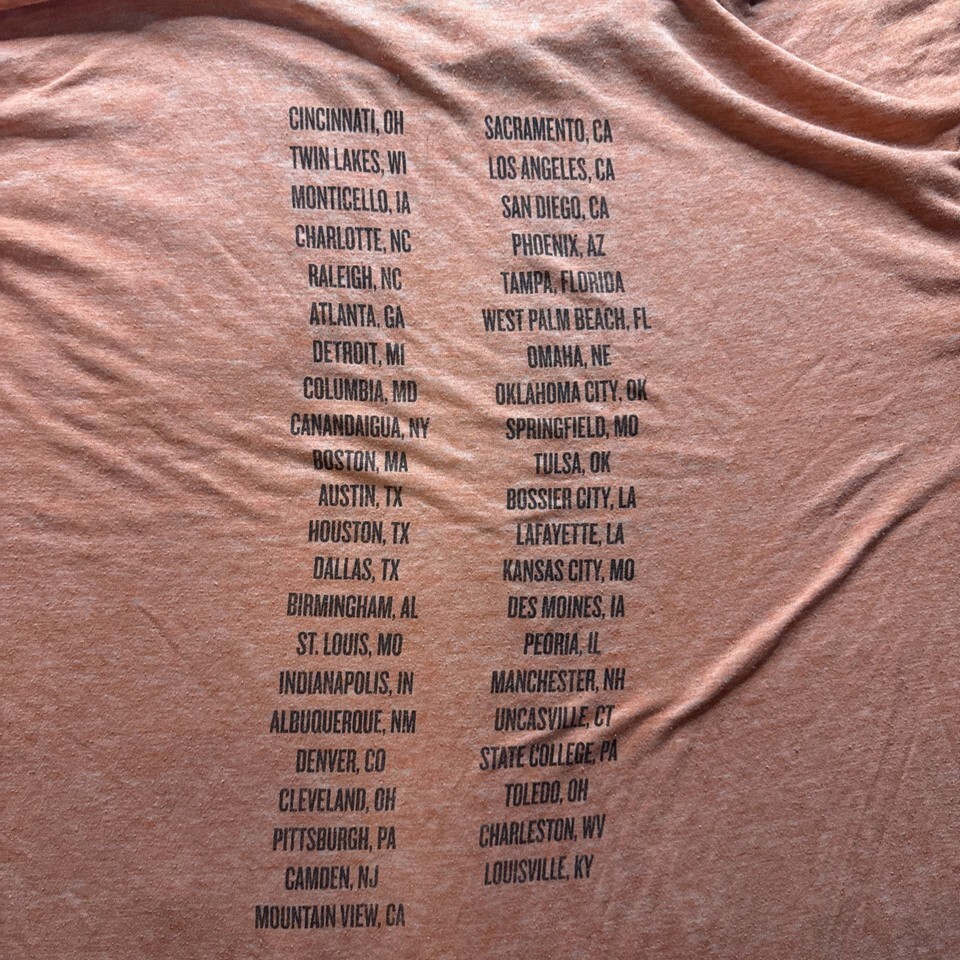 CINCINNATI, OH
TWIN LAKES, WI
MONTICELLO, IA
CHARLOTTE, NC
RALEIGH, NC
ATLANTA, GA
DETROIT, MI
COLUMBIA, MD
CANANDAIGUA, NY
BOSTON, MA
AUSTIN, TX
HOUSTON, TX
DALLAS, TX
BIRMINGHAM, AL
ST. LOUIS, MO
INDIANAPOLIS, IN
ALBUQUERQUE, NM
DENVER, CO
CLEVELAND, OH
PITTSBURGH, PA
CAMDEN, NJ
MOUNTAIN VIEW, CA
SACRAMENTO, CA
LOS ANGELES, CA
SAN DIEGO, CA
PHOENIX, AZ
TAMPA, FLORIDA
WEST PALM BEACH, FL
OMAHA, NE
OKLAHOMA CITY, OK
SPRINGFIELD, MO
TULSA, OK
BOSSIER CITY, LA
LAFAYETTE, LA
KANSAS CITY, MO
DES MOINES, IA
PEORIA, IL
MANCHESTER, NH
UNCASVILLE, CT
STATE COLLEGE, PA
TOLEDO, OH
CHARLESTON, WV
LOUISVILLE, KY